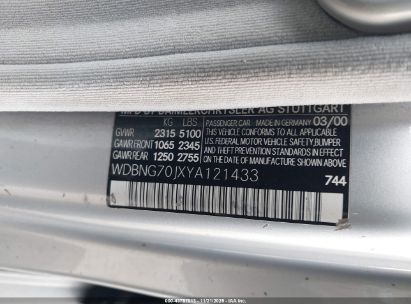 MFD BY DAIMLERCHRYSLER AG STUTTGART
KG LBS PASSENGER CAR MADE IN GERMANY 03/00
GVWR 2315 5100 THIS VEHICLE CONFORMS TO ALL APPLICABLE
GAWR FRONT 1065 2345 U.S. FEDERAL MOTOR VEHICLE SAFETY, BUMPER
GAWR REAR 1250 2755 AND THEFT PREVENTION STANDARDS IN EFFECT
ON THE DATE OF MANUFACTURE SHOWN ABOVE
WDBNG70JXYA121433
744